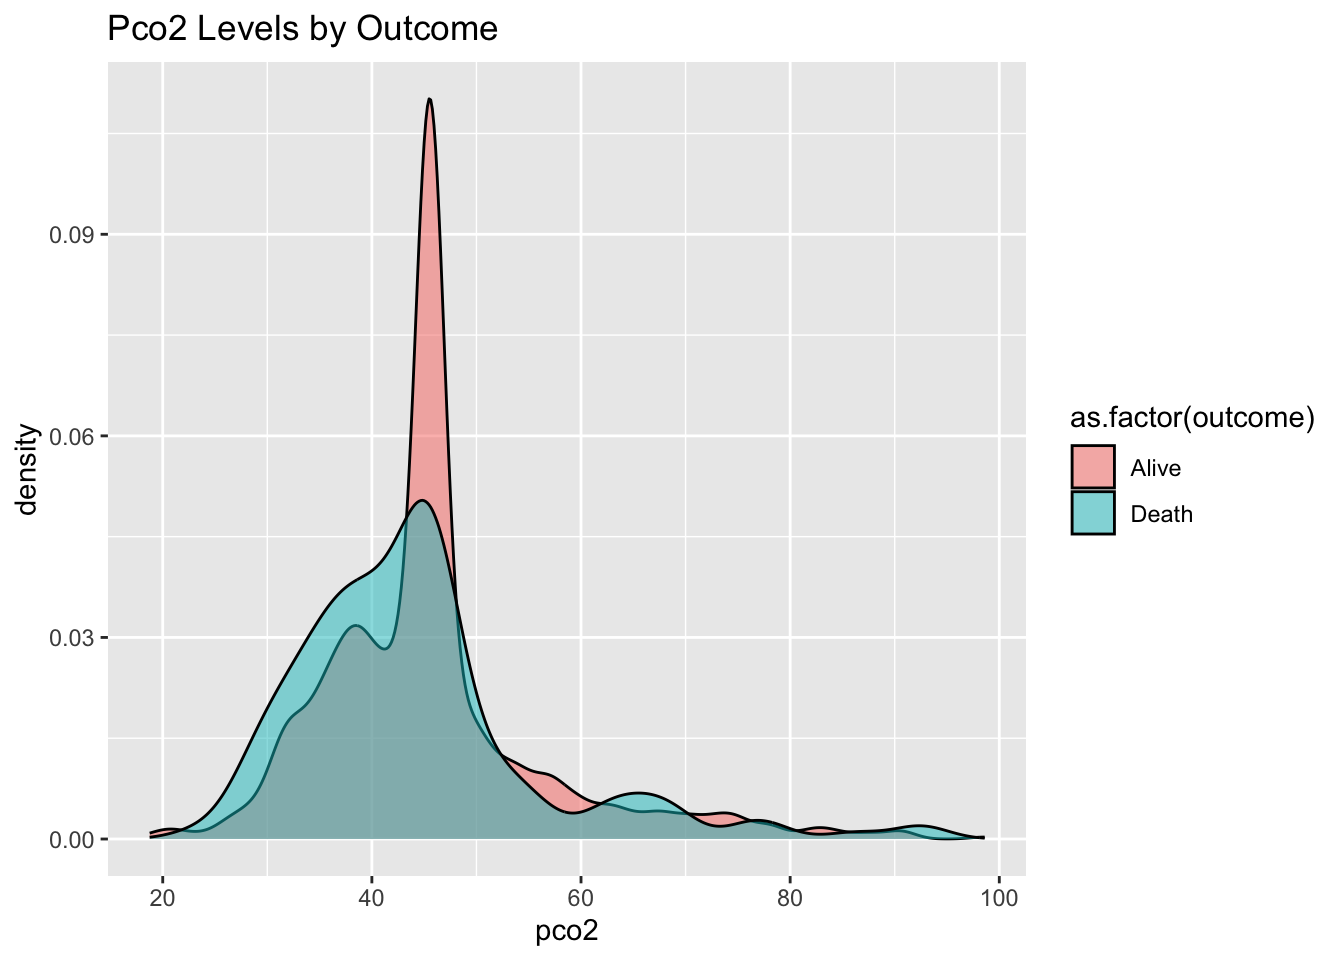 Pco2 Levels by Outcome
density
0.09
0.06
0.03
0.00
20 40 60 80 100
pco2
as.factor(outcome)
Alive
Death